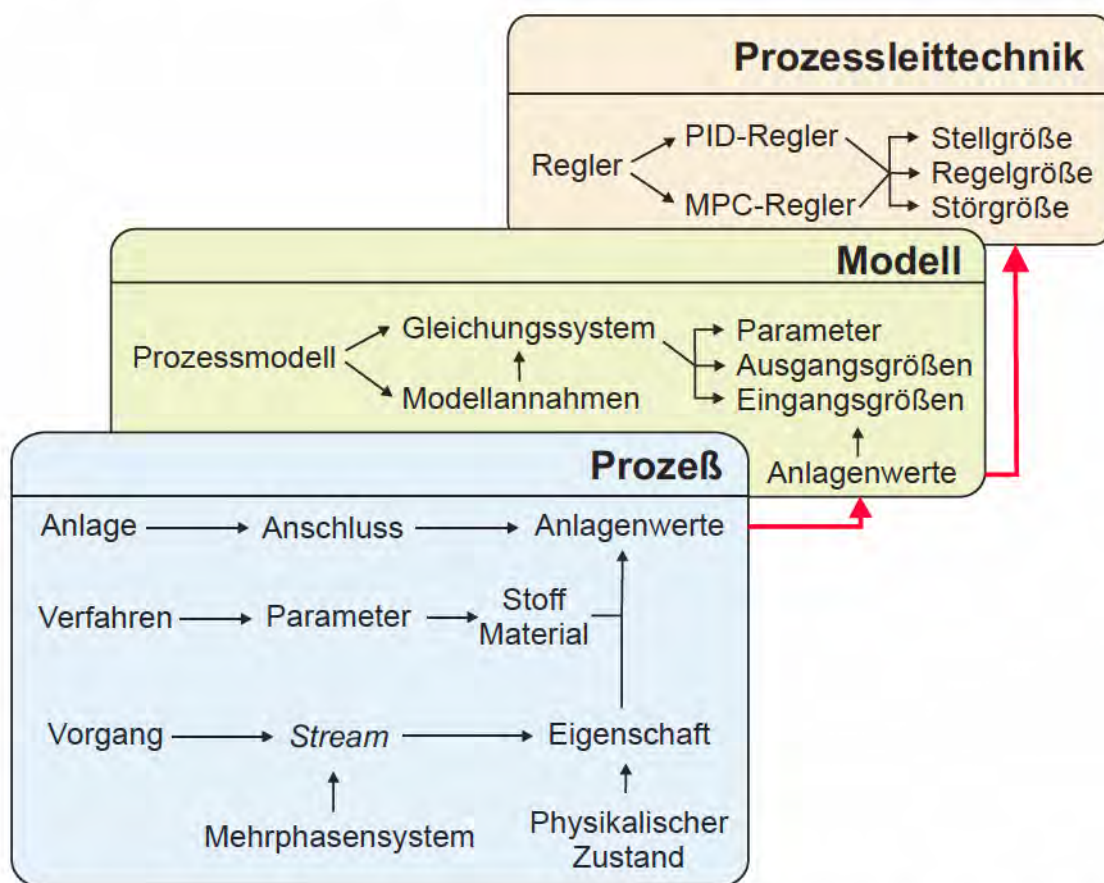 Prozessleittechnik
PID-Regler
Stellgröße
Regler
Regelgröße
MPC-Regler
Störgröße
Modell
Gleichungssystem
Parameter
Prozessmodell
Ausgangsgrößen
Modellannahmen
Eingangsgrößen
Anlagenwerte
Prozeß
Anlage
Anschluss
Anlagenwerte
Verfahren
Parameter
Stoff
Material
Vorgang
Stream
Eigenschaft
Mehrphasensystem
Physikalischer
Zustand